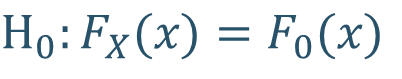 H₀: F_X(x) = F₀(x)